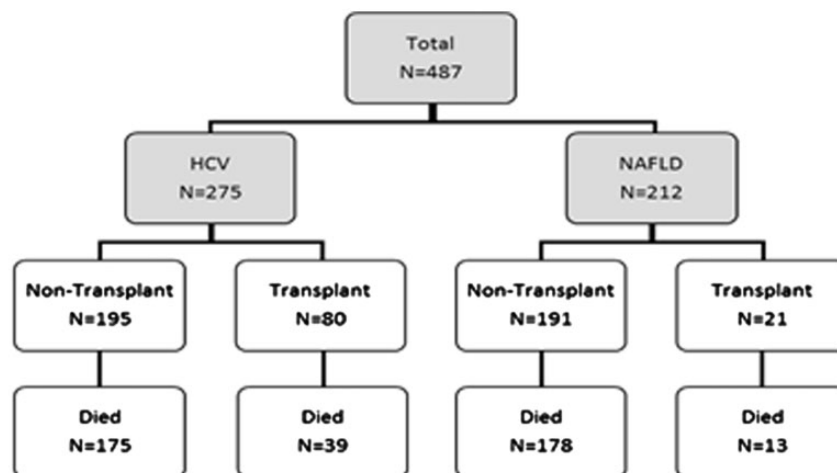 Total
N=487
HCV
N=275
NAFLD
N=212
Non-Transplant
N=195
Transplant
N=80
Non-Transplant
N=191
Transplant
N=21
Died
N=175
Died
N=39
Died
N=178
Died
N=13